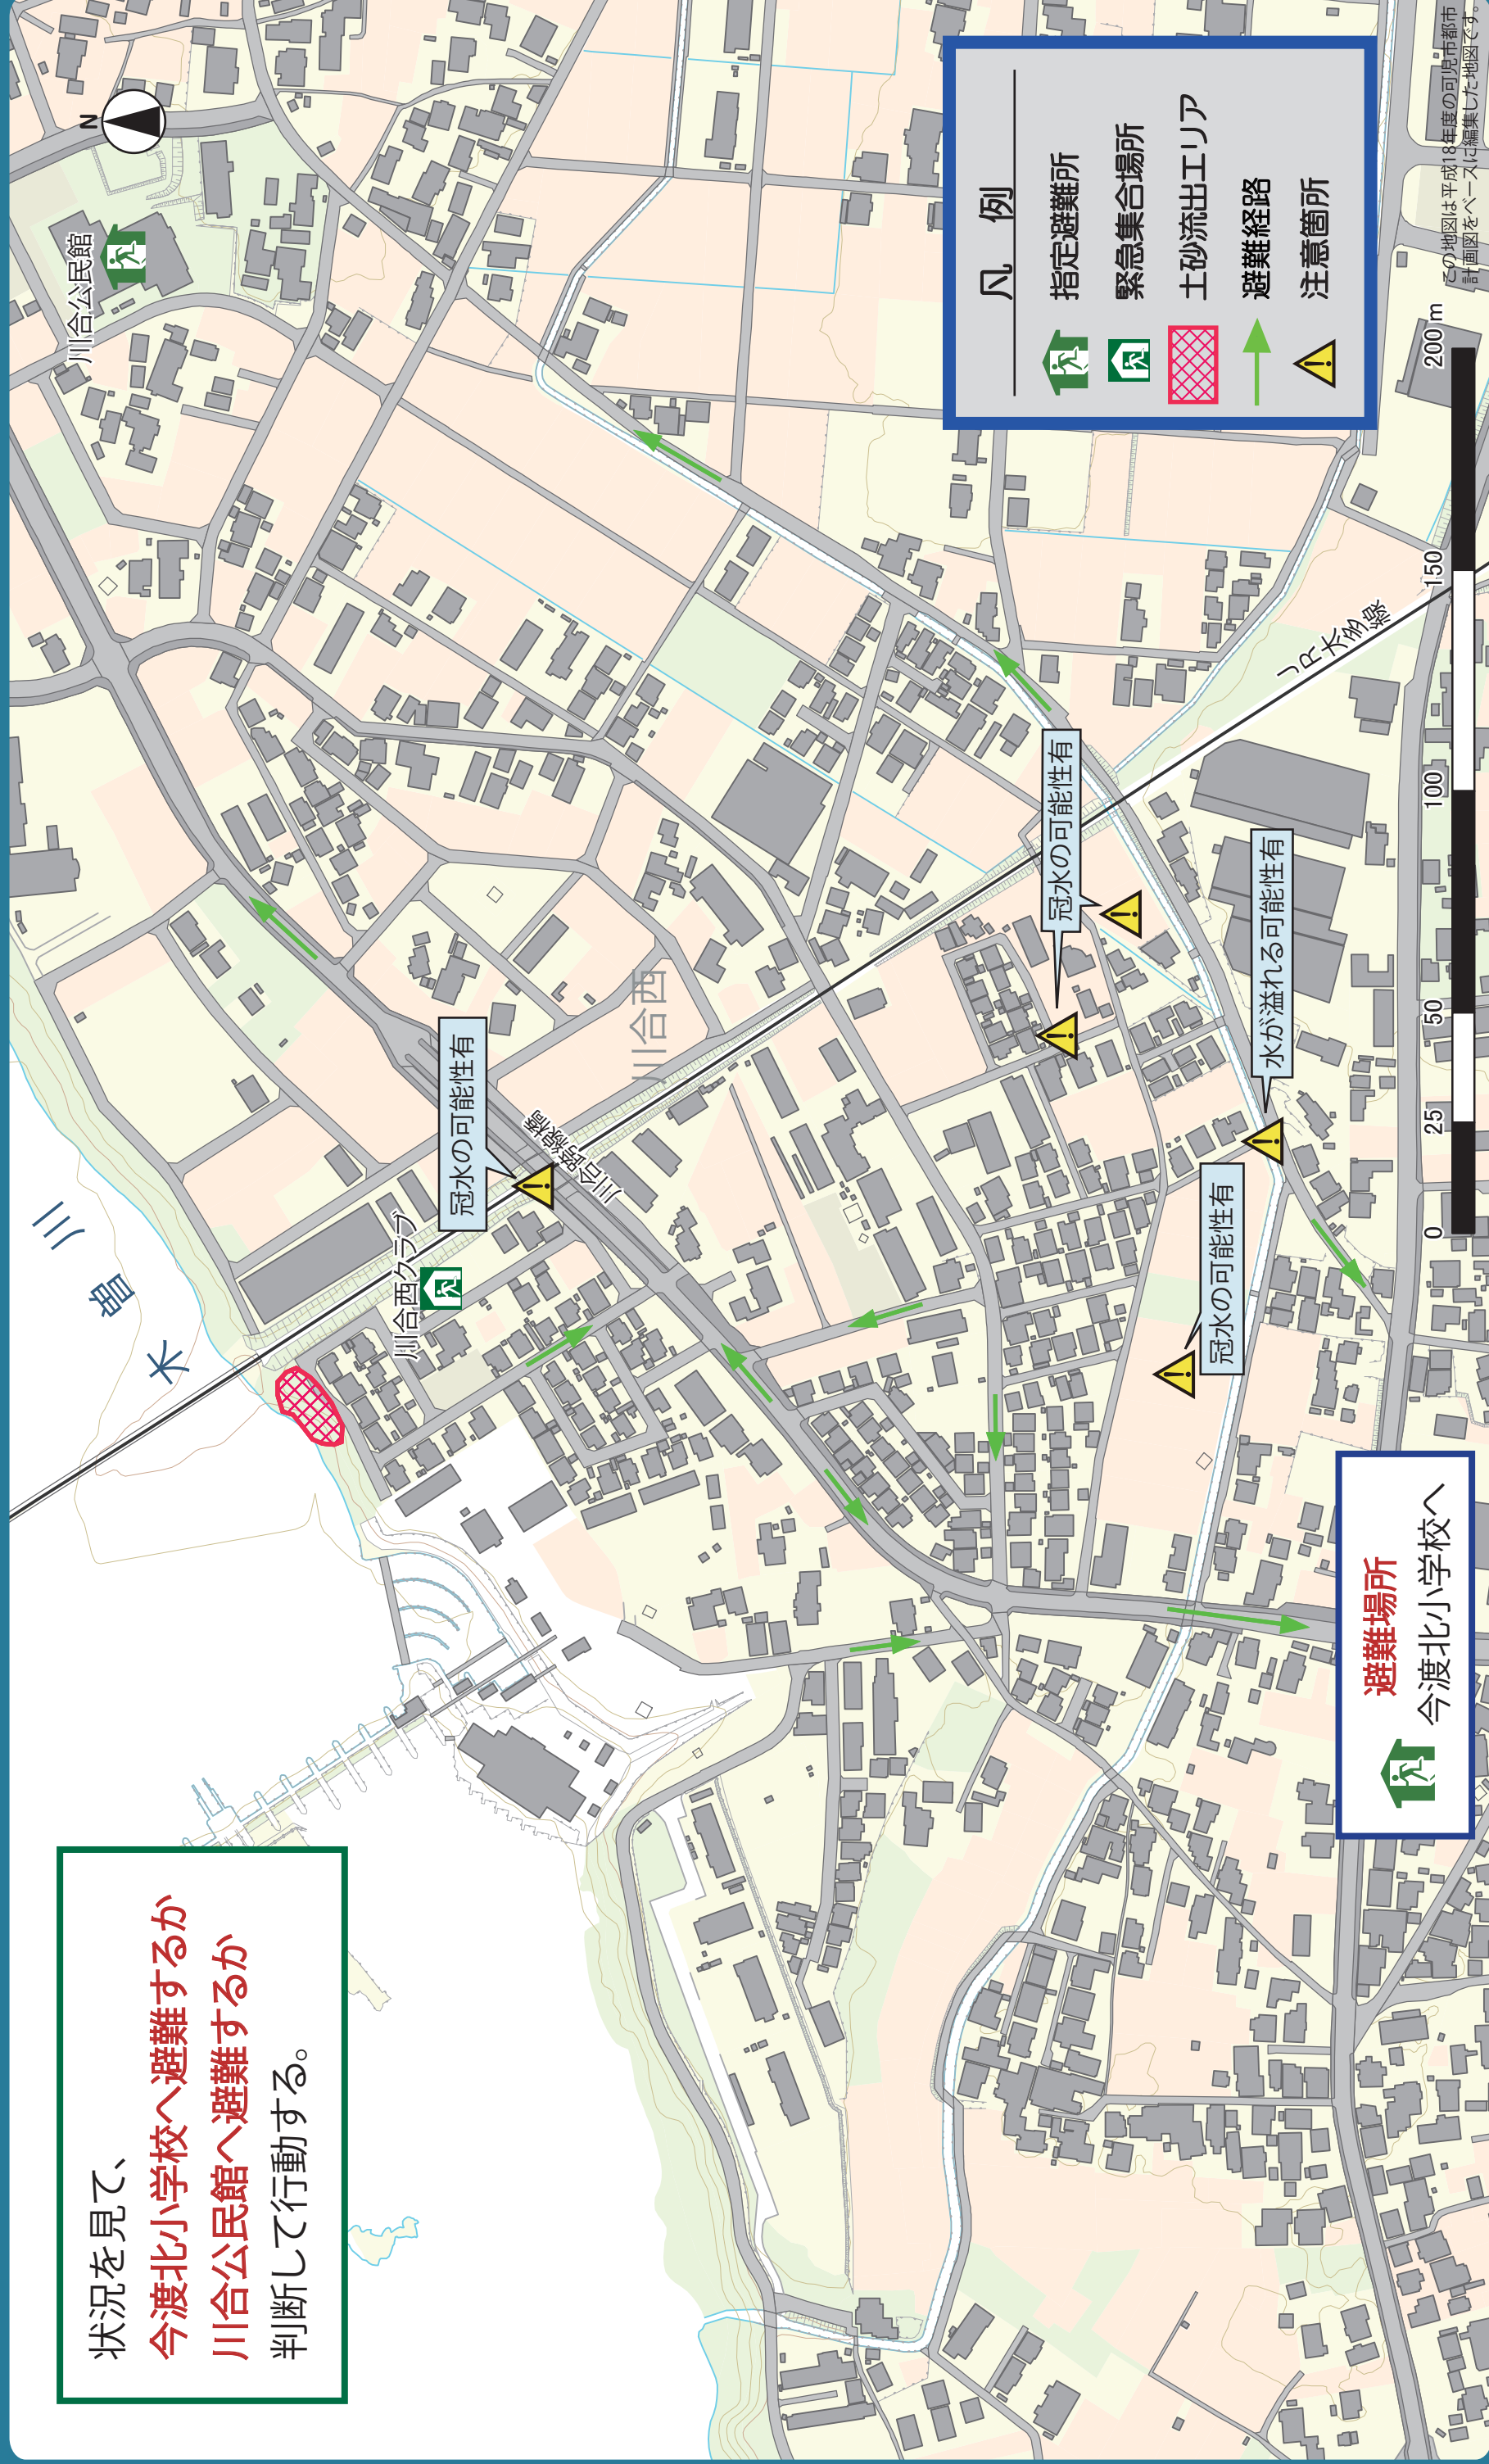 状況を見て、
今渡北小学校へ避難するか
川合公民館へ避難するか
判断して行動する。
木曽川
川合公民館
N
川合西クラブ
冠水の可能性有
川合跨線橋
川合西
冠水の可能性有
水が溢れる可能性有
冠水の可能性有
JR太多線
避難場所
今渡北小学校へ
凡 例
指定避難所
緊急集合場所
土砂流出エリア
避難経路
注意箇所
0 25 50 100 150 200 m
この地図は平成18年度の可児市都市
計画図をベースに編集した地図です。